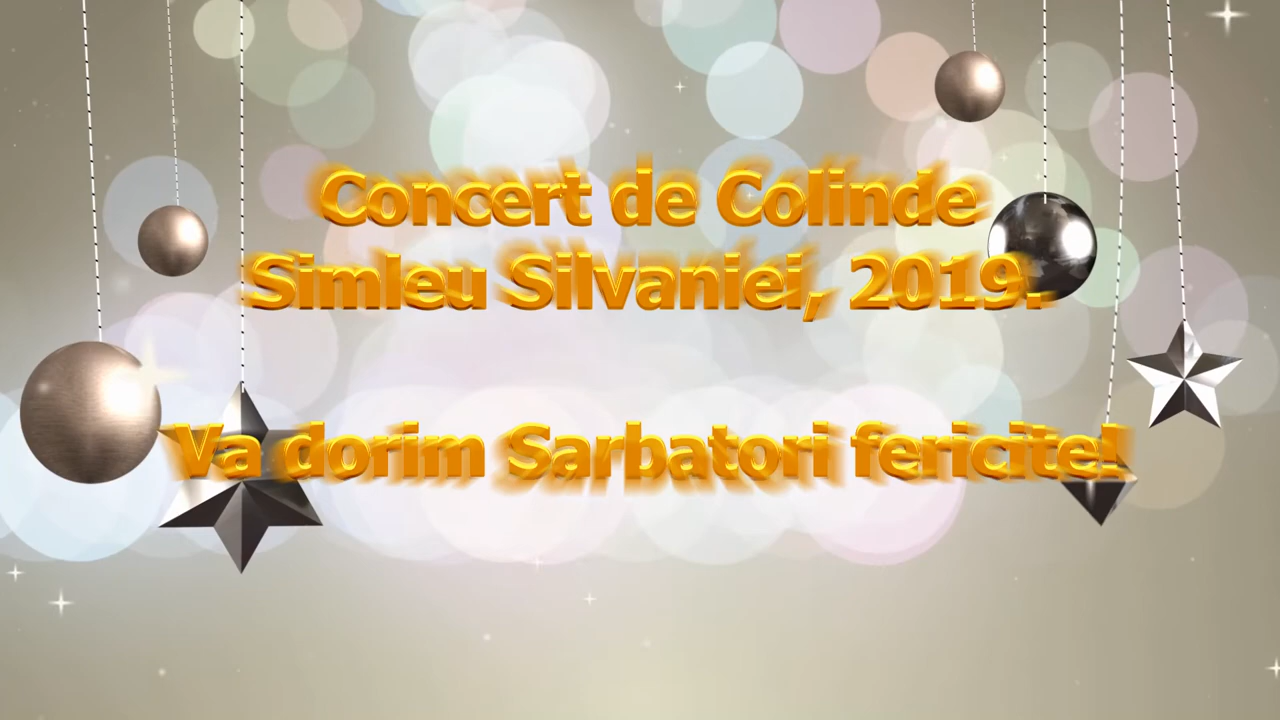 Concert de Colinde
Simleu Silvaniei, 2019.
Va dorim Sarbatori fericite!